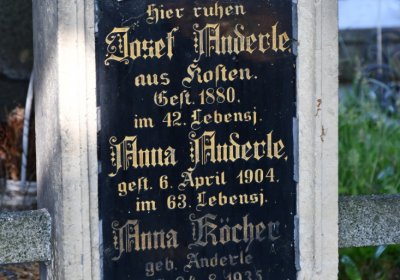 Hier ruhen
Josef Anderle,
aus Kosten.
Gest. 1880.
im 42. Lebensj.
Anna Anderle,
gest. 6. April 1904.
im 63. Lebensj.
Anna Köcher
geb. Anderle
1933